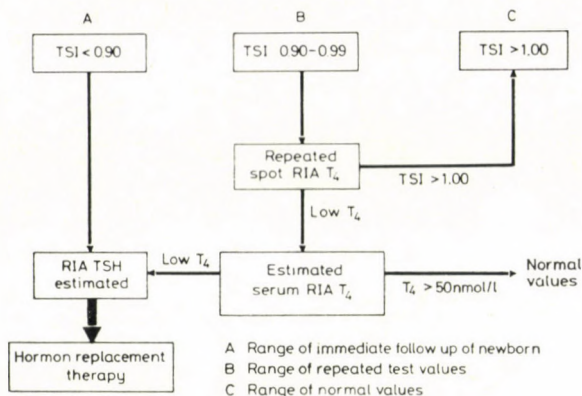 A
B
C
TSI < 0.90
TSI 0.90-0.99
TSI > 1.00
Repeated
spot RIA T4
TSI > 1.00
Low T4
RIA TSH
estimated
Low T4
Estimated
serum RIA T4
T4 > 50nmol/l
Normal
values
Hormon replacement
therapy
A Range of immediate follow up of newborn
B Range of repeated test values
C Range of normal values